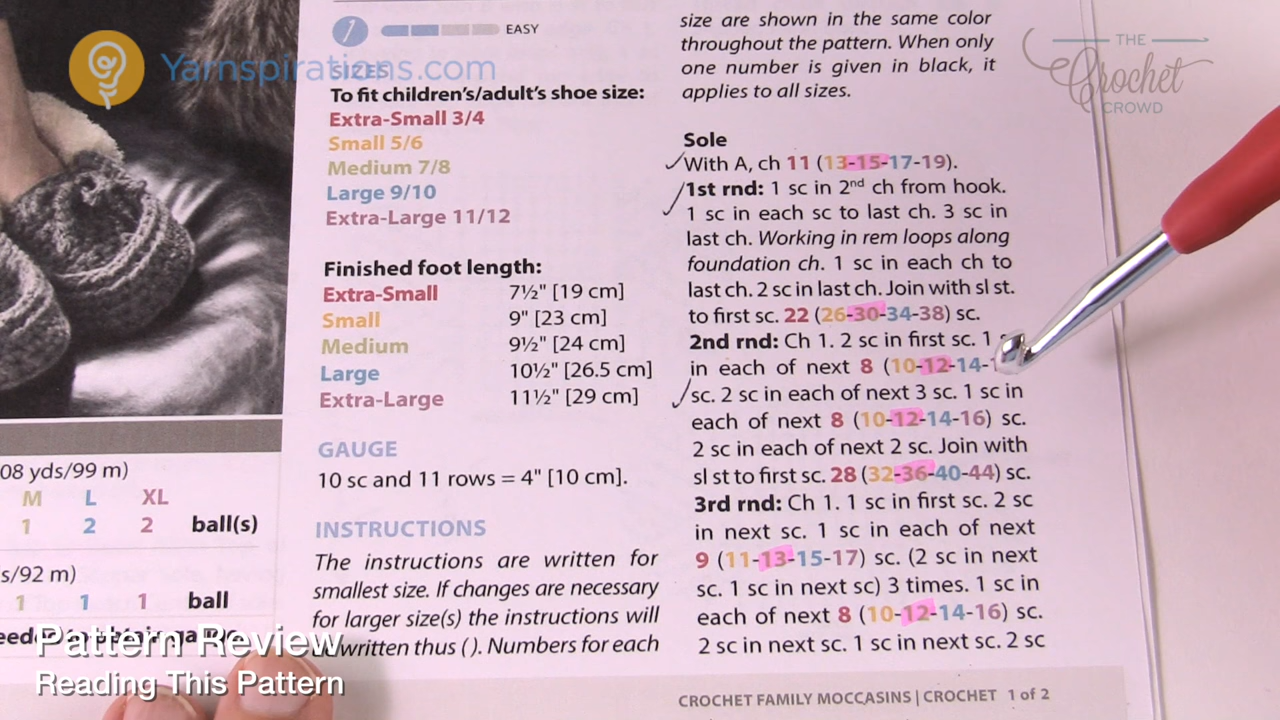 Yarnspirations.com
THE
Crochet
CROWD
1
EASY
SIZES
To fit children's/adult's shoe size:
Extra-Small 3/4
Small 5/6
Medium 7/8
Large 9/10
Extra-Large 11/12
Finished foot length:
Extra-Small 7½" [19 cm]
Small 9" [23 cm]
Medium 9½" [24 cm]
Large 10½" [26.5 cm]
Extra-Large 11½" [29 cm]
GAUGE
10 sc and 11 rows = 4" [10 cm].
INSTRUCTIONS
The instructions are written for
smallest size. If changes are necessary
for larger size(s) the instructions will
written thus ( ). Numbers for each
size are shown in the same color
throughout the pattern. When only
one number is given in black, it
applies to all sizes.
Sole
With A, ch 11 (13-15-17-19).
1st rnd: 1 sc in 2nd ch from hook.
1 sc in each sc to last ch. 3 sc in
last ch. Working in rem loops along
foundation ch. 1 sc in each ch to
last ch. 2 sc in last ch. Join with sl st.
to first sc. 22 (26-30-34-38) sc.
2nd rnd: Ch 1. 2 sc in first sc. 1
in each of next 8 (10-12-14-
sc. 2 sc in each of next 3 sc. 1 sc in
each of next 8 (10-12-14-16) sc.
2 sc in each of next 2 sc. Join with
sl st to first sc. 28 (32-36-40-44) sc.
3rd rnd: Ch 1. 1 sc in first sc. 2 sc
in next sc. 1 sc in each of next
9 (11-13-15-17) sc. (2 sc in next
sc. 1 sc in next sc) 3 times. 1 sc in
each of next 8 (10-12-14-16) sc.
2 sc in next sc. 1 sc in next sc. 2 sc
08 yds/99 m)
M L XL
1 2 2 ball(s)
s/92 m)
1 1 1 ball
Pattern Review
Reading This Pattern
CROCHET FAMILY MOCCASINS | CROCHET 1 of 2